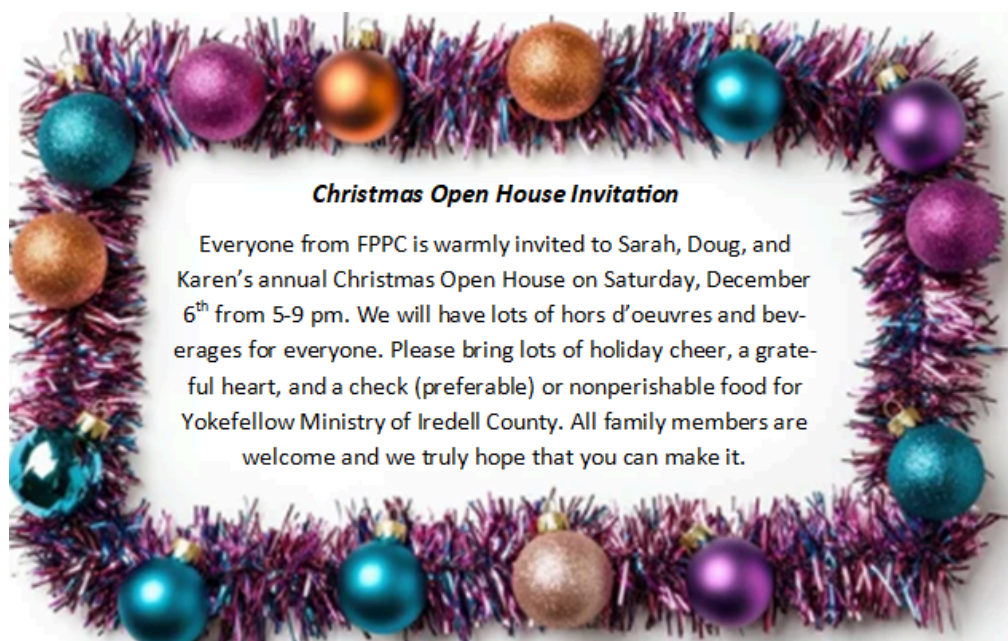 Christmas Open House Invitation
Everyone from FPPC is warmly invited to Sarah, Doug, and
Karen’s annual Christmas Open House on Saturday, December
6th from 5-9 pm. We will have lots of hors d’oeuvres and bev-
erages for everyone. Please bring lots of holiday cheer, a grate-
ful heart, and a check (preferable) or nonperishable food for
Yokefellow Ministry of Iredell County. All family members are
welcome and we truly hope that you can make it.